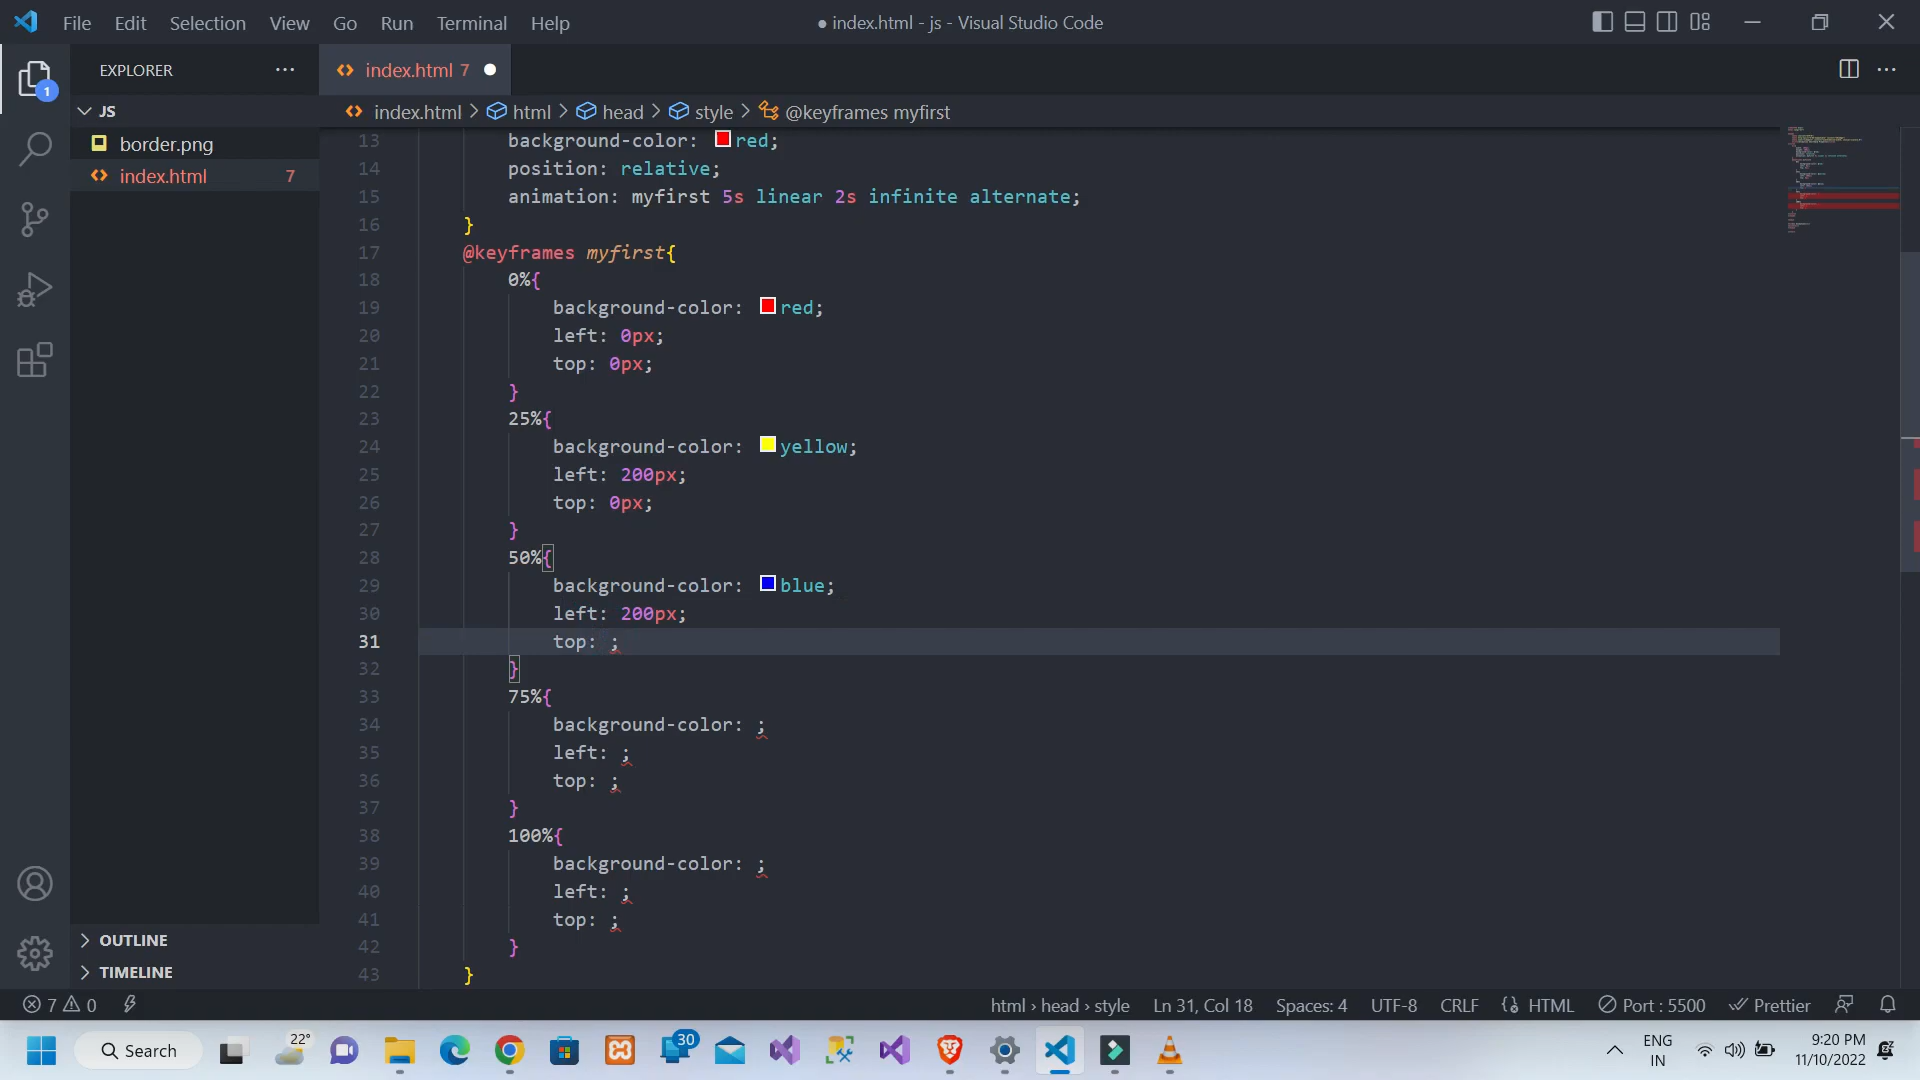 File Edit Selection View Go Run Terminal Help
● index.html - js - Visual Studio Code
EXPLORER ...
index.html 7
JS
border.png
index.html 7
index.html > html > head > style > @keyframes myfirst
13 background-color: red;
14 position: relative;
15 animation: myfirst 5s linear 2s infinite alternate;
16 }
17 @keyframes myfirst{
18 0%{
19 background-color: red;
20 left: 0px;
21 top: 0px;
22 }
23 25%{
24 background-color: yellow;
25 left: 200px;
26 top: 0px;
27 }
28 50%{
29 background-color: blue;
30 left: 200px;
31 top: ;
32 }
33 75%{
34 background-color: ;
35 left: ;
36 top: ;
37 }
38 100%{
39 background-color: ;
40 left: ;
41 top: ;
42 }
43 }
1
OUTLINE
TIMELINE
7 0
html › head › style Ln 31, Col 18 Spaces: 4 UTF-8 CRLF {} HTML Port : 5500 Prettier
Search
22°
30
ENG
IN
9:20 PM
11/10/2022